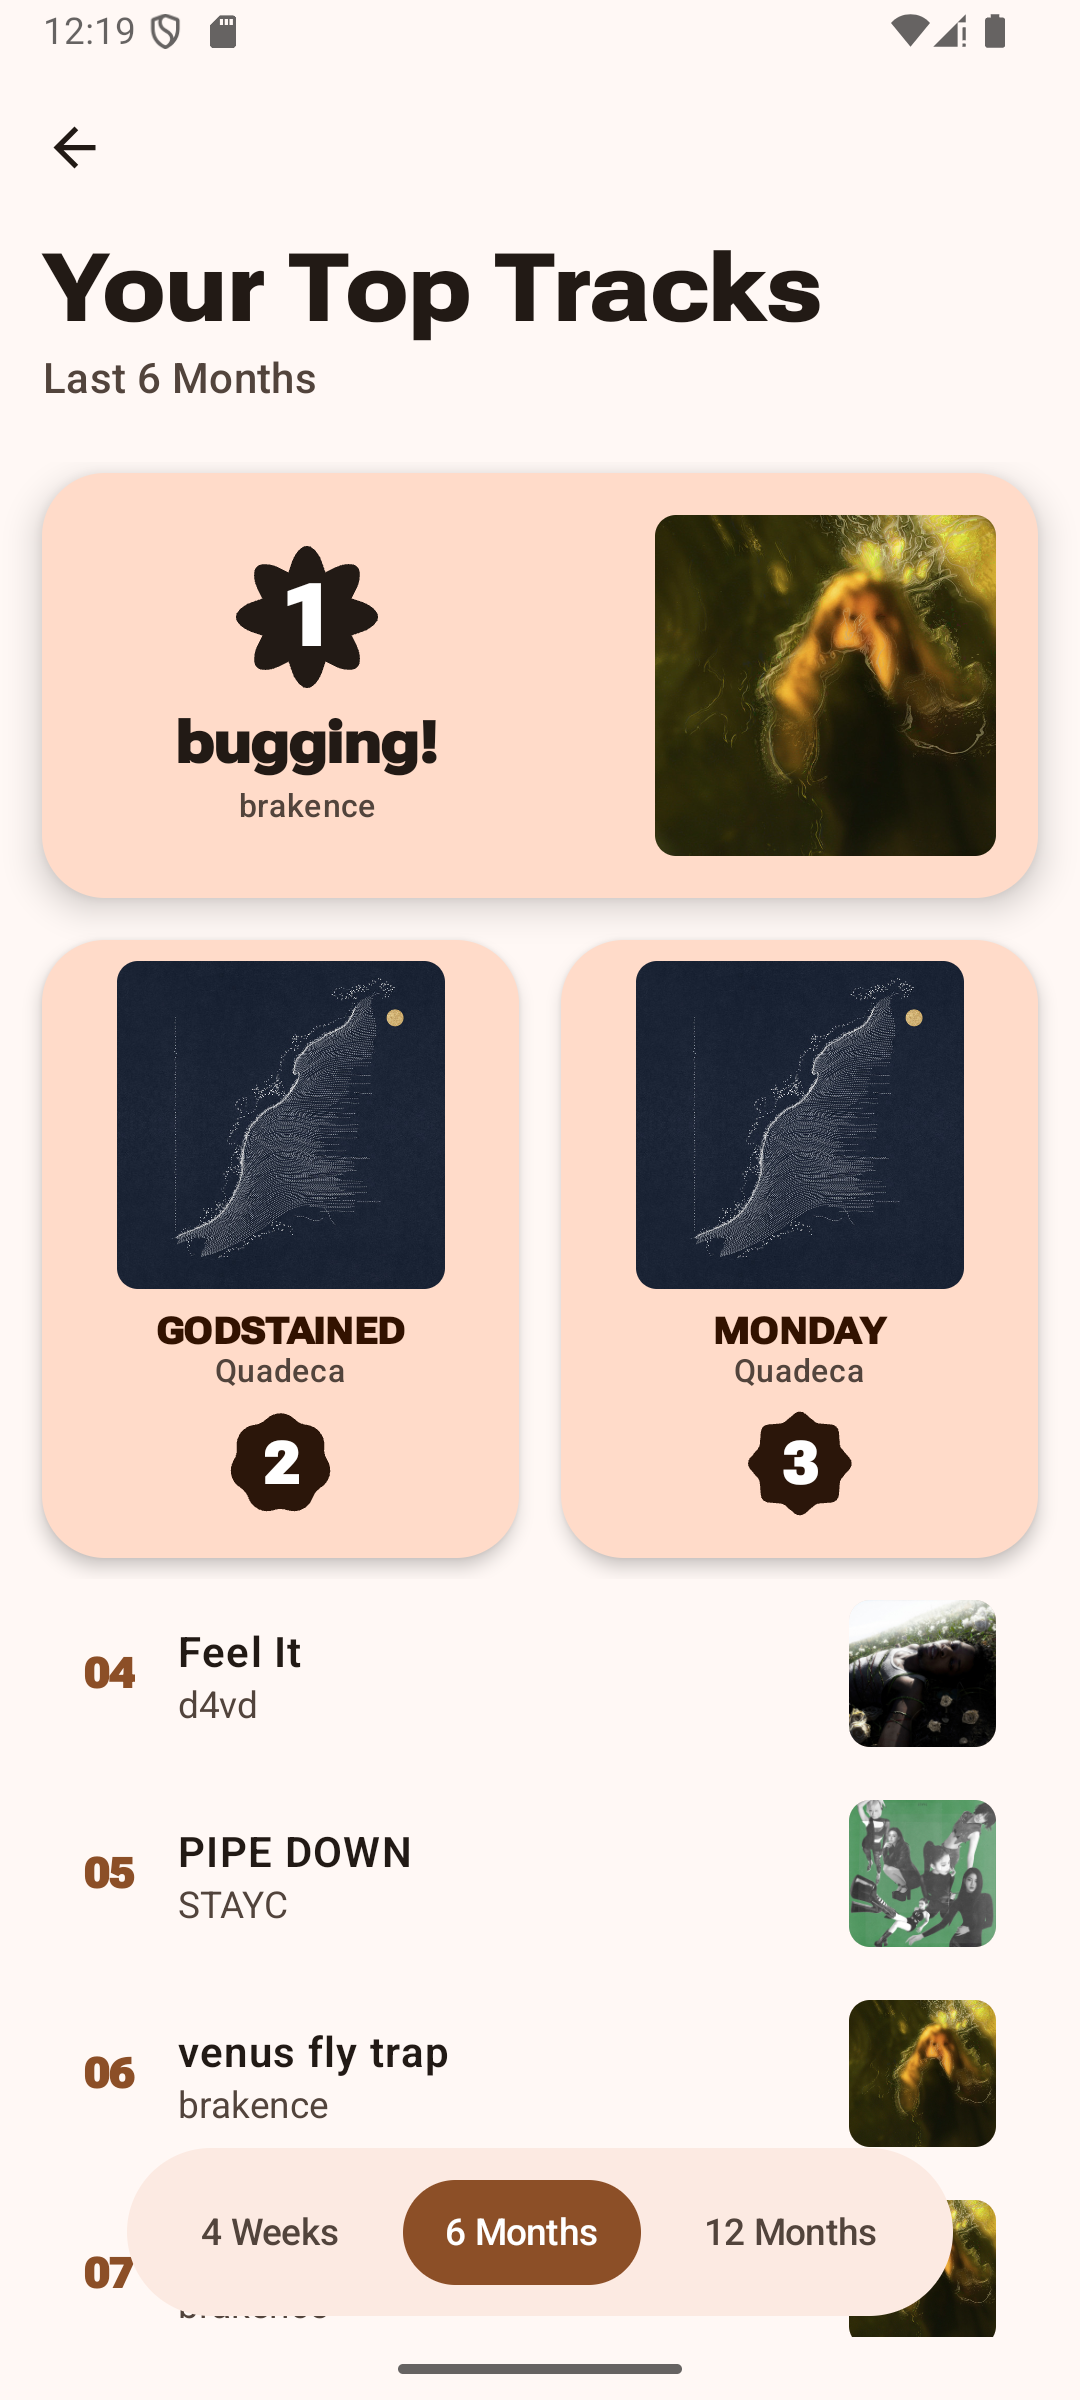 12:19
Your Top Tracks
Last 6 Months
1
bugging!
brakence
GODSTAINED
Quadeca
2
MONDAY
Quadeca
3
04
Feel It
d4vd
05
PIPE DOWN
STAYC
06
venus fly trap
brakence
07
4 Weeks
6 Months
12 Months